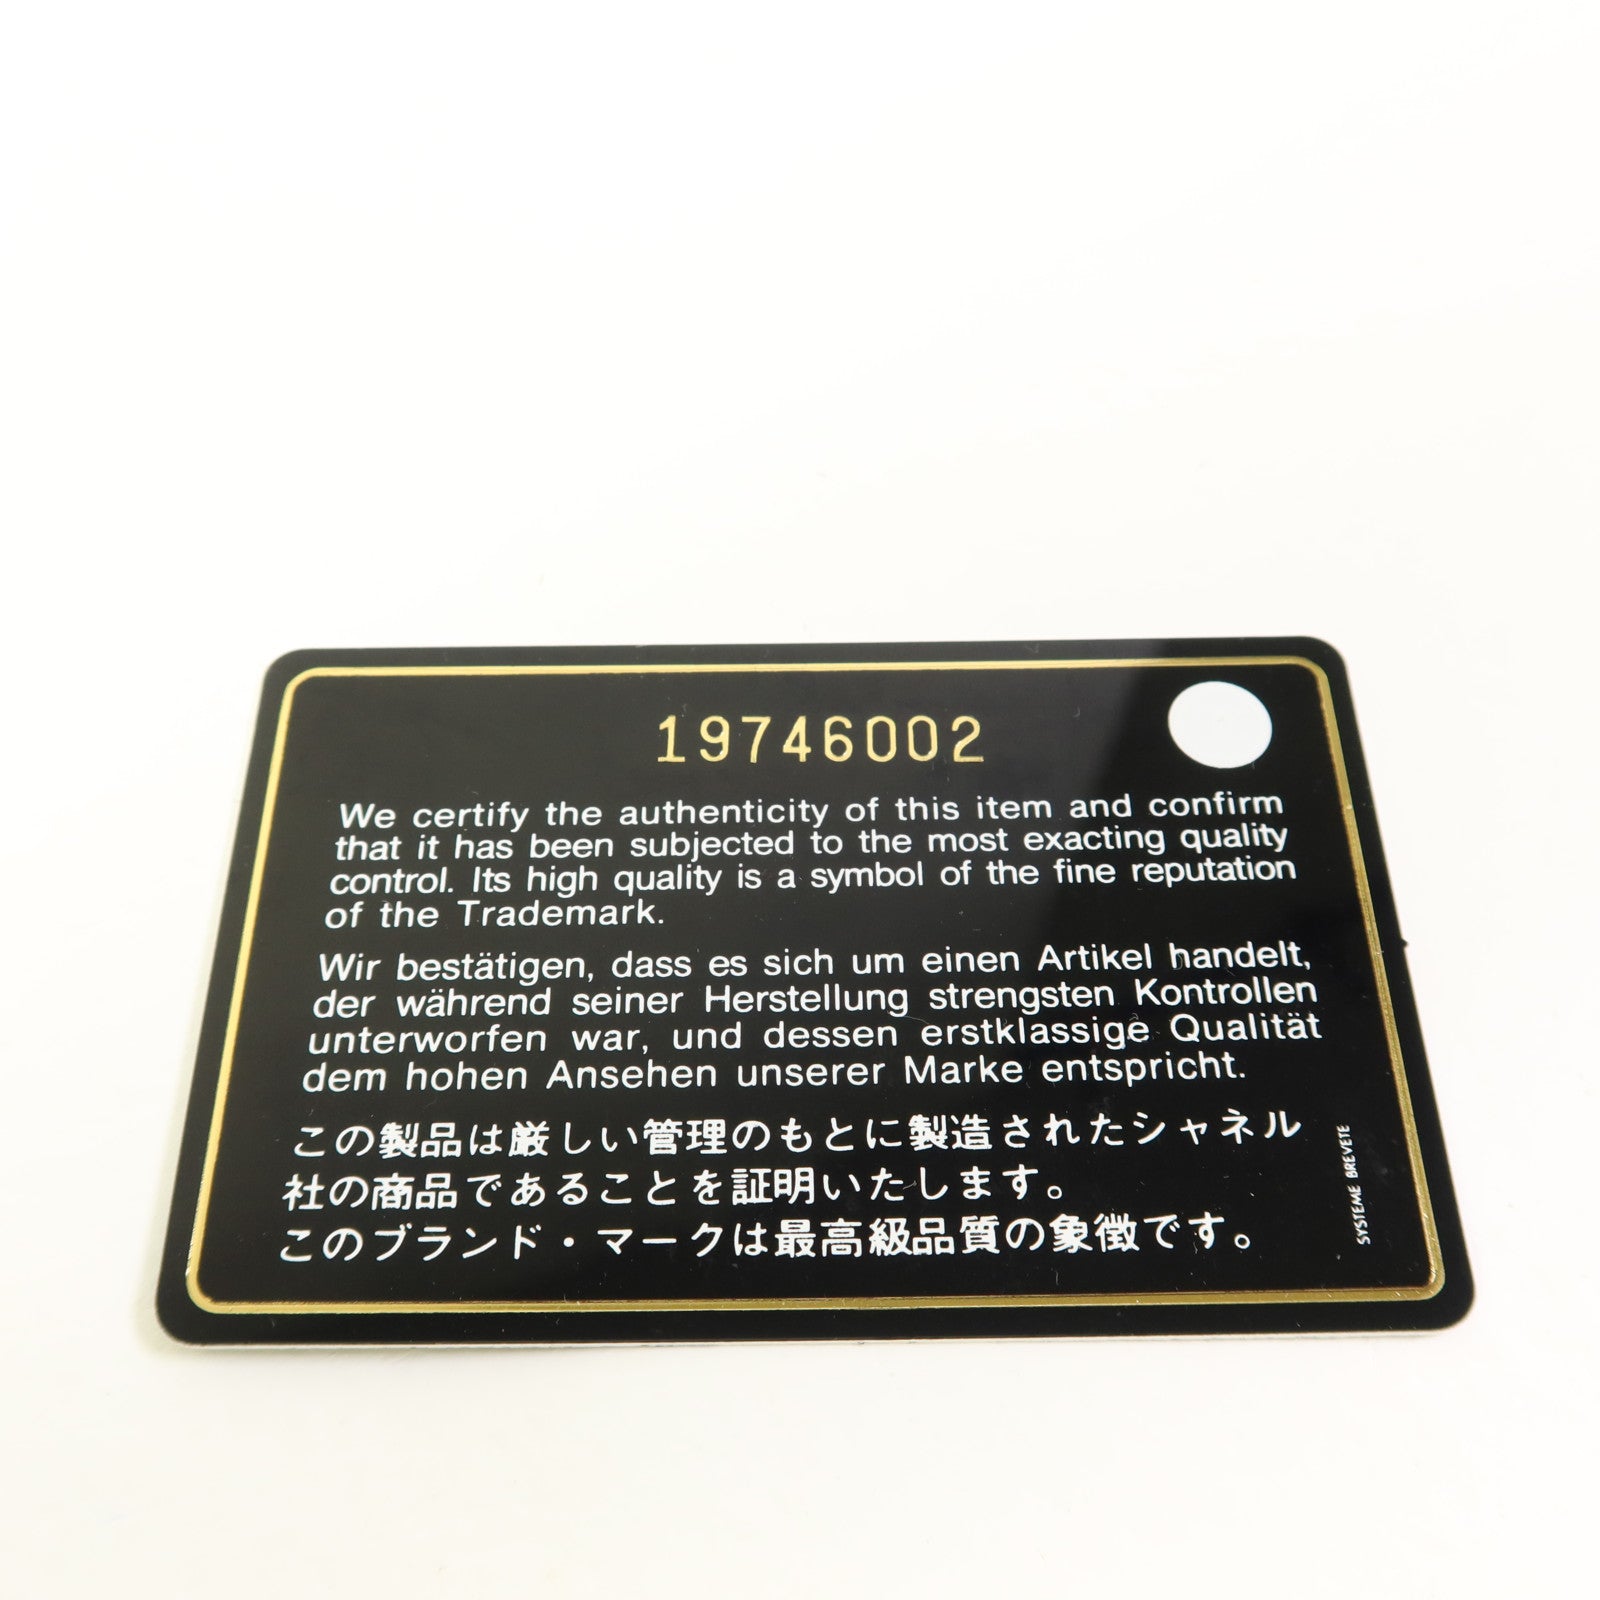 19746002
We certify the authenticity of this item and confirm
that it has been subjected to the most exacting quality
control. Its high quality is a symbol of the fine reputation
of the Trademark.
Wir bestätigen, dass es sich um einen Artikel handelt,
der während seiner Herstellung strengsten Kontrollen
unterworfen war, und dessen erstklassige Qualität
dem hohen Ansehen unserer Marke entspricht.
この製品は厳しい管理のもとに製造されたシャネル
社の商品であることを証明いたします。
このブランド・マークは最高級品質の象徴です。
SYSTEME BREVETE